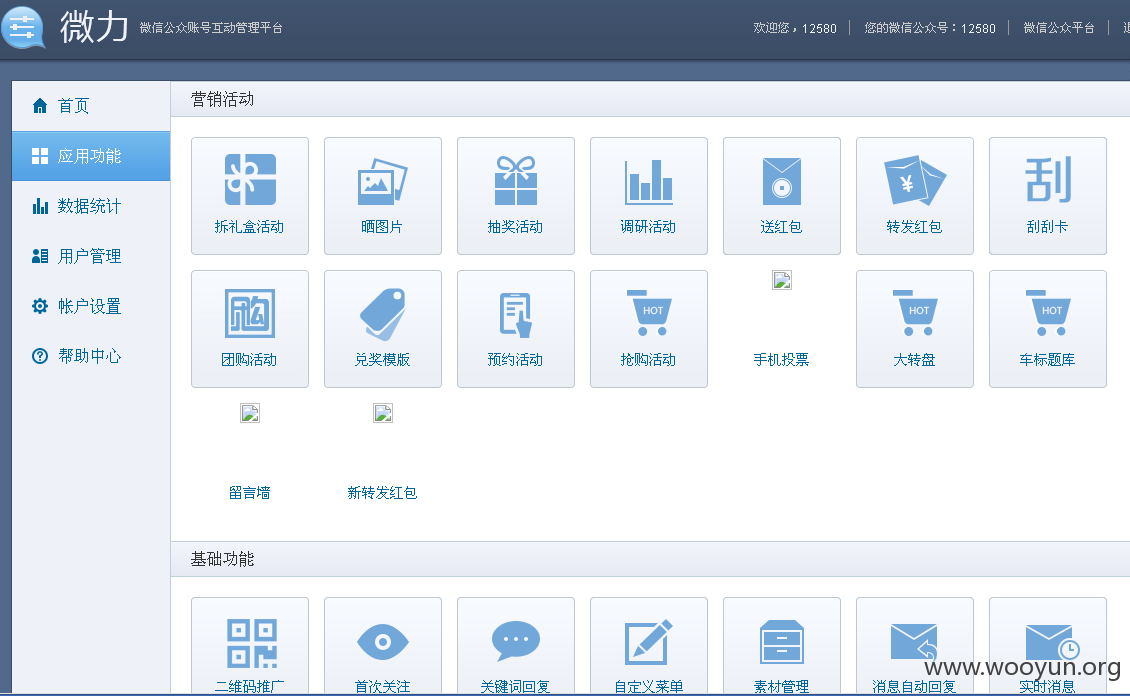 微力 微信公众账号互动管理平台 欢迎您，12580 您的微信公众号：12580 微信公众平台
首页
应用功能
数据统计
用户管理
帐户设置
帮助中心
营销活动
拆礼盒活动 晒图片 抽奖活动 调研活动 送红包 转发红包 刮 刮刮卡
购 团购活动 兑奖模版 预约活动 HOT 抢购活动 手机投票 HOT 大转盘 HOT 车标题库
留言墙 新转发红包
基础功能
二维码推广 首次关注 关键词回复 自定义菜单 素材管理 消息自动回复 实时消息
www.wooyun.org